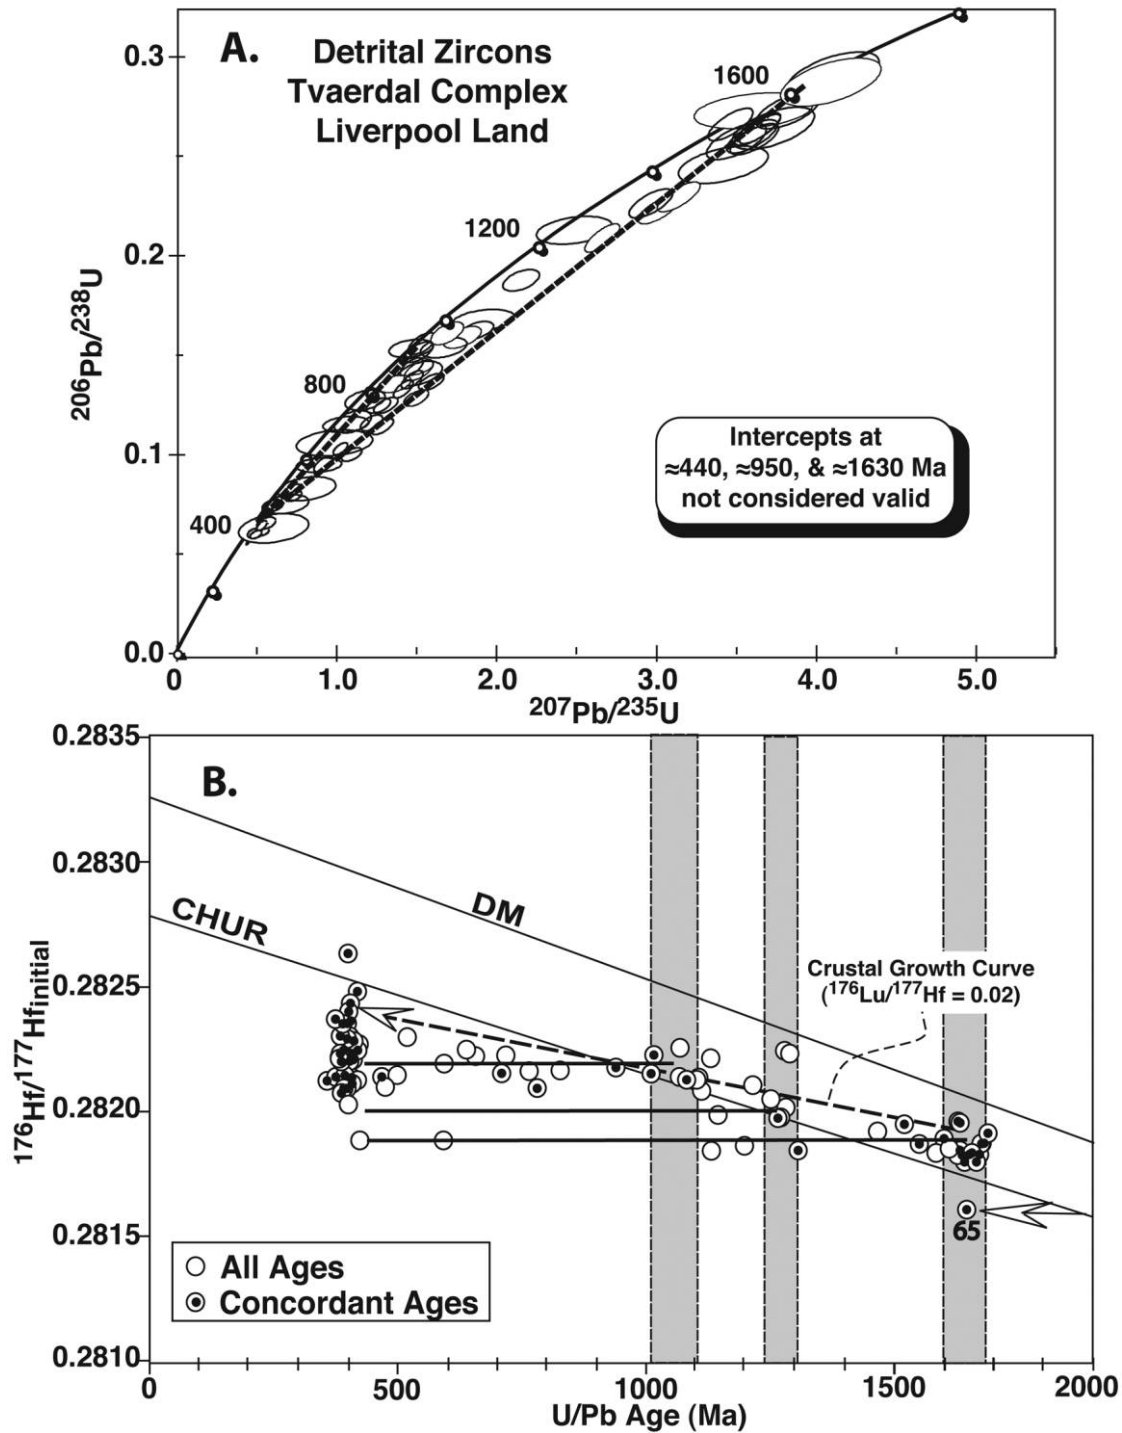 A.
Detrital Zircons
Tvaerdal Complex
Liverpool Land
0.3
0.2
0.1
0.0
206Pb/238U
1600
1200
800
400
Intercepts at
≈440, ≈950, & ≈1630 Ma
not considered valid
0
1.0
2.0
3.0
4.0
5.0
207Pb/235U
B.
0.2835
0.2830
0.2825
0.2820
0.2815
0.2810
176Hf/177Hfinitial
DM
CHUR
Crustal Growth Curve
(176Lu/177Hf = 0.02)
65
All Ages
Concordant Ages
0
500
1000
1500
2000
U/Pb Age (Ma)